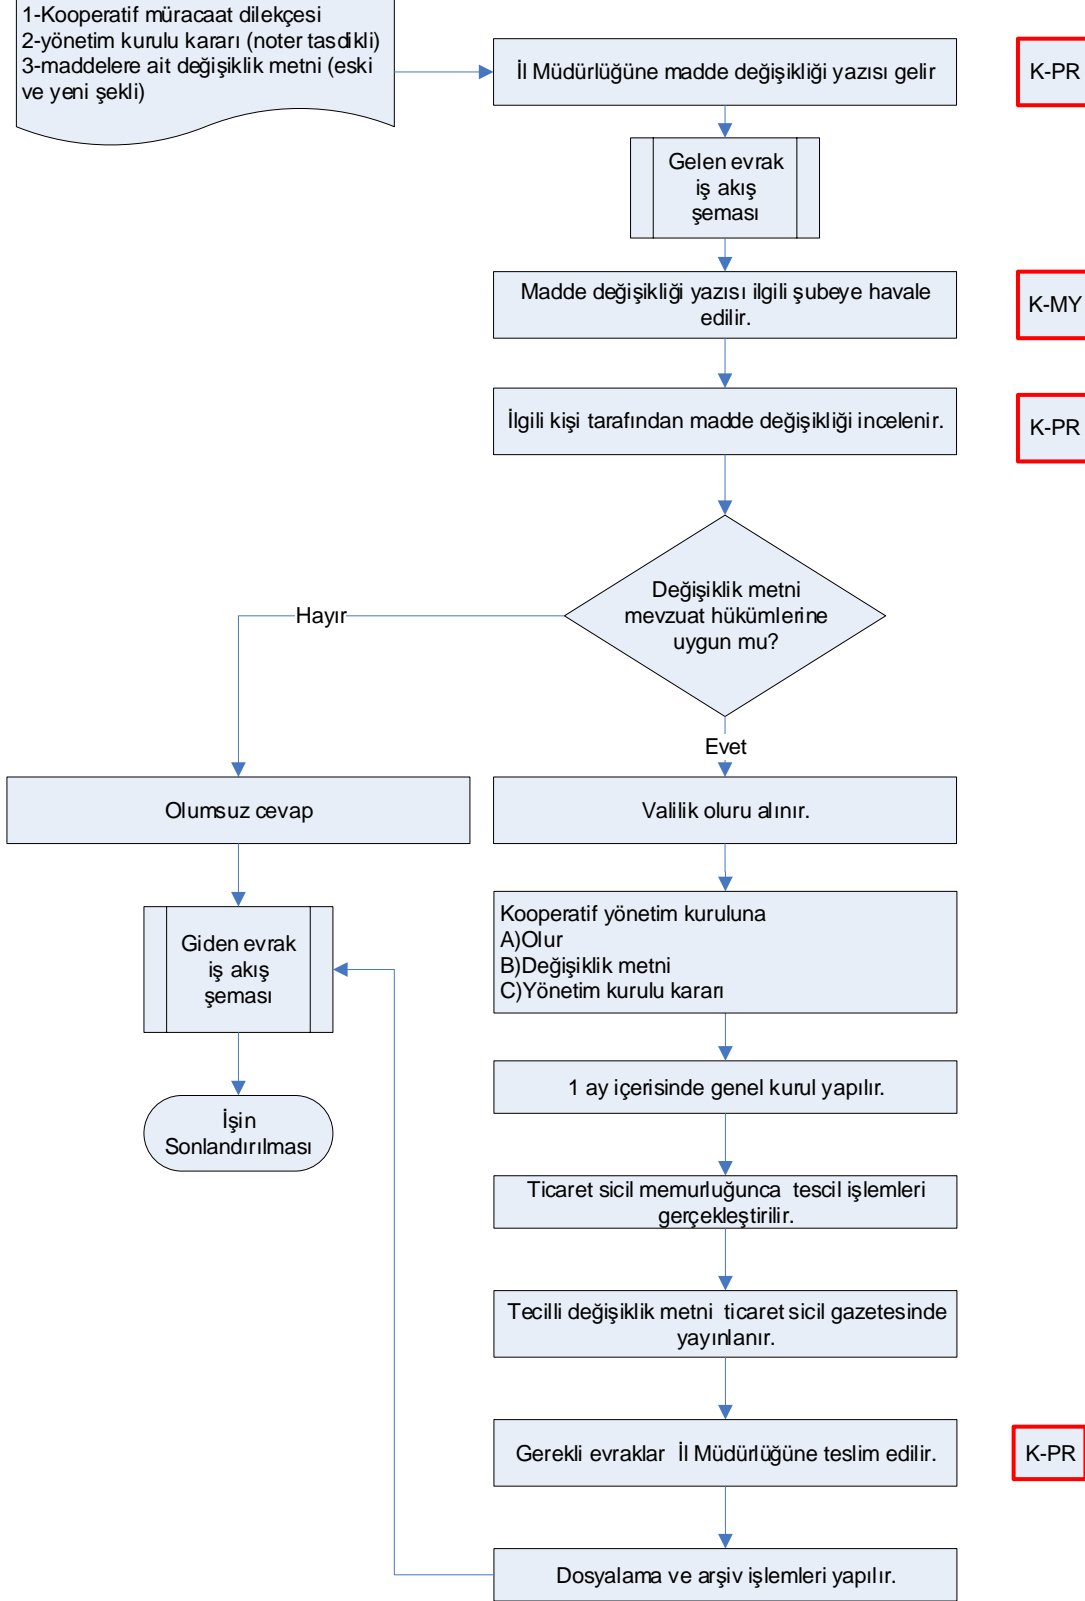 1-Kooperatif müracaat dilekçesi
2-yönetim kurulu kararı (noter tasdikli)
3-maddelere ait değişiklik metni (eski
ve yeni şekli)
İl Müdürlüğüne madde değişikliği yazısı gelir
K-PR
Gelen evrak
iş akış
şeması
Madde değişikliği yazısı ilgili şubeye havale
edilir.
K-MY
İlgili kişi tarafından madde değişikliği incelenir.
K-PR
Değişiklik metni
mevzuat hükümlerine
uygun mu?
Hayır
Evet
Olumsuz cevap
Valilik oluru alınır.
Kooperatif yönetim kuruluna
A)Olur
B)Değişiklik metni
C)Yönetim kurulu kararı
Giden evrak
iş akış
şeması
1 ay içerisinde genel kurul yapılır.
İşin
Sonlandırılması
Ticaret sicil memurluğunca  tescil işlemleri
gerçekleştirilir.
Tecilli değişiklik metni  ticaret sicil gazetesinde
yayınlanır.
Gerekli evraklar  İl Müdürlüğüne teslim edilir.
K-PR
Dosyalama ve arşiv işlemleri yapılır.